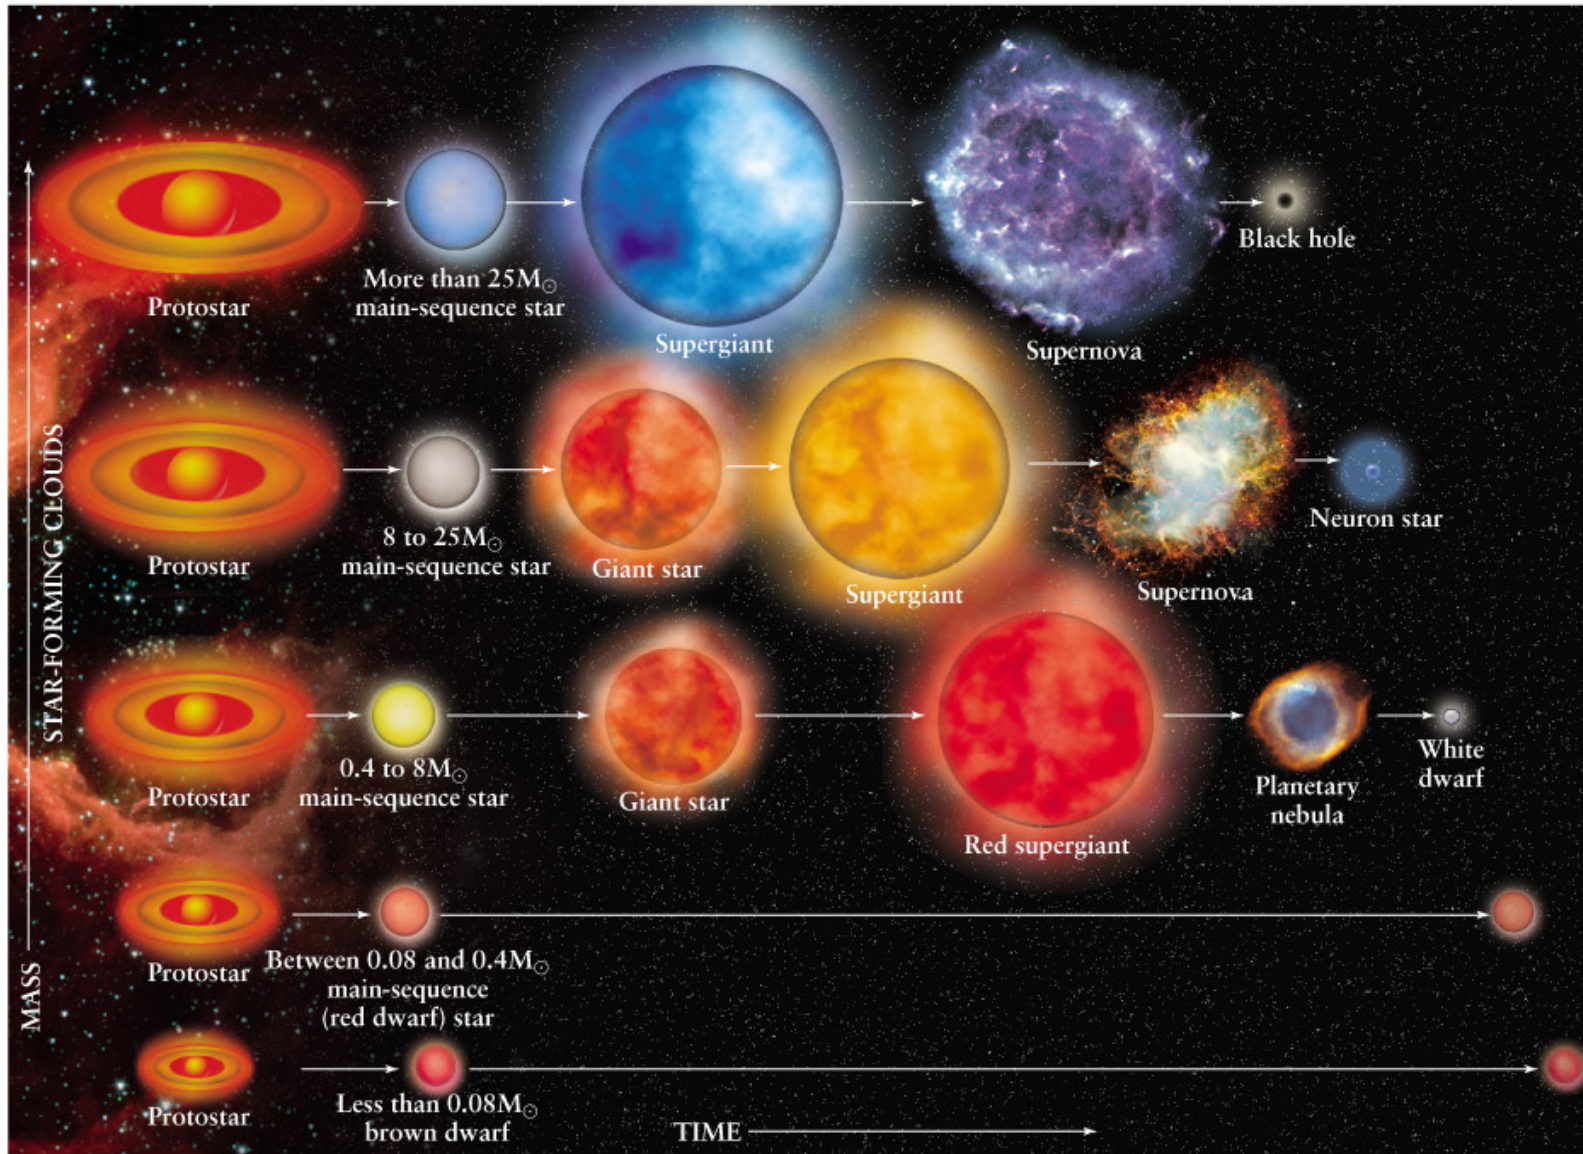 STAR-FORMING CLOUDS
MASS
Protostar
More than 25M☉
main-sequence star
Supergiant
Supernova
Black hole
Protostar
8 to 25M☉
main-sequence star
Giant star
Supergiant
Supernova
Neuron star
Protostar
0.4 to 8M☉
main-sequence star
Giant star
Red supergiant
Planetary
nebula
White
dwarf
Protostar
Between 0.08 and 0.4M☉
main-sequence
(red dwarf) star
Protostar
Less than 0.08M☉
brown dwarf
TIME